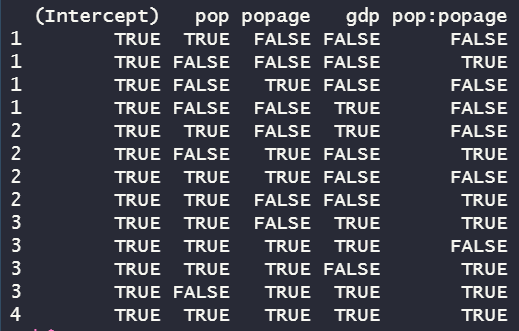 (Intercept) pop popage gdp pop:popage
1 TRUE TRUE FALSE FALSE FALSE
1 TRUE FALSE FALSE FALSE TRUE
1 TRUE FALSE TRUE FALSE FALSE
1 TRUE FALSE FALSE TRUE FALSE
2 TRUE TRUE FALSE TRUE FALSE
2 TRUE FALSE TRUE FALSE TRUE
2 TRUE TRUE TRUE FALSE FALSE
2 TRUE TRUE FALSE FALSE TRUE
3 TRUE TRUE FALSE TRUE TRUE
3 TRUE TRUE TRUE TRUE FALSE
3 TRUE TRUE TRUE FALSE TRUE
3 TRUE FALSE TRUE TRUE TRUE
4 TRUE TRUE TRUE TRUE TRUE